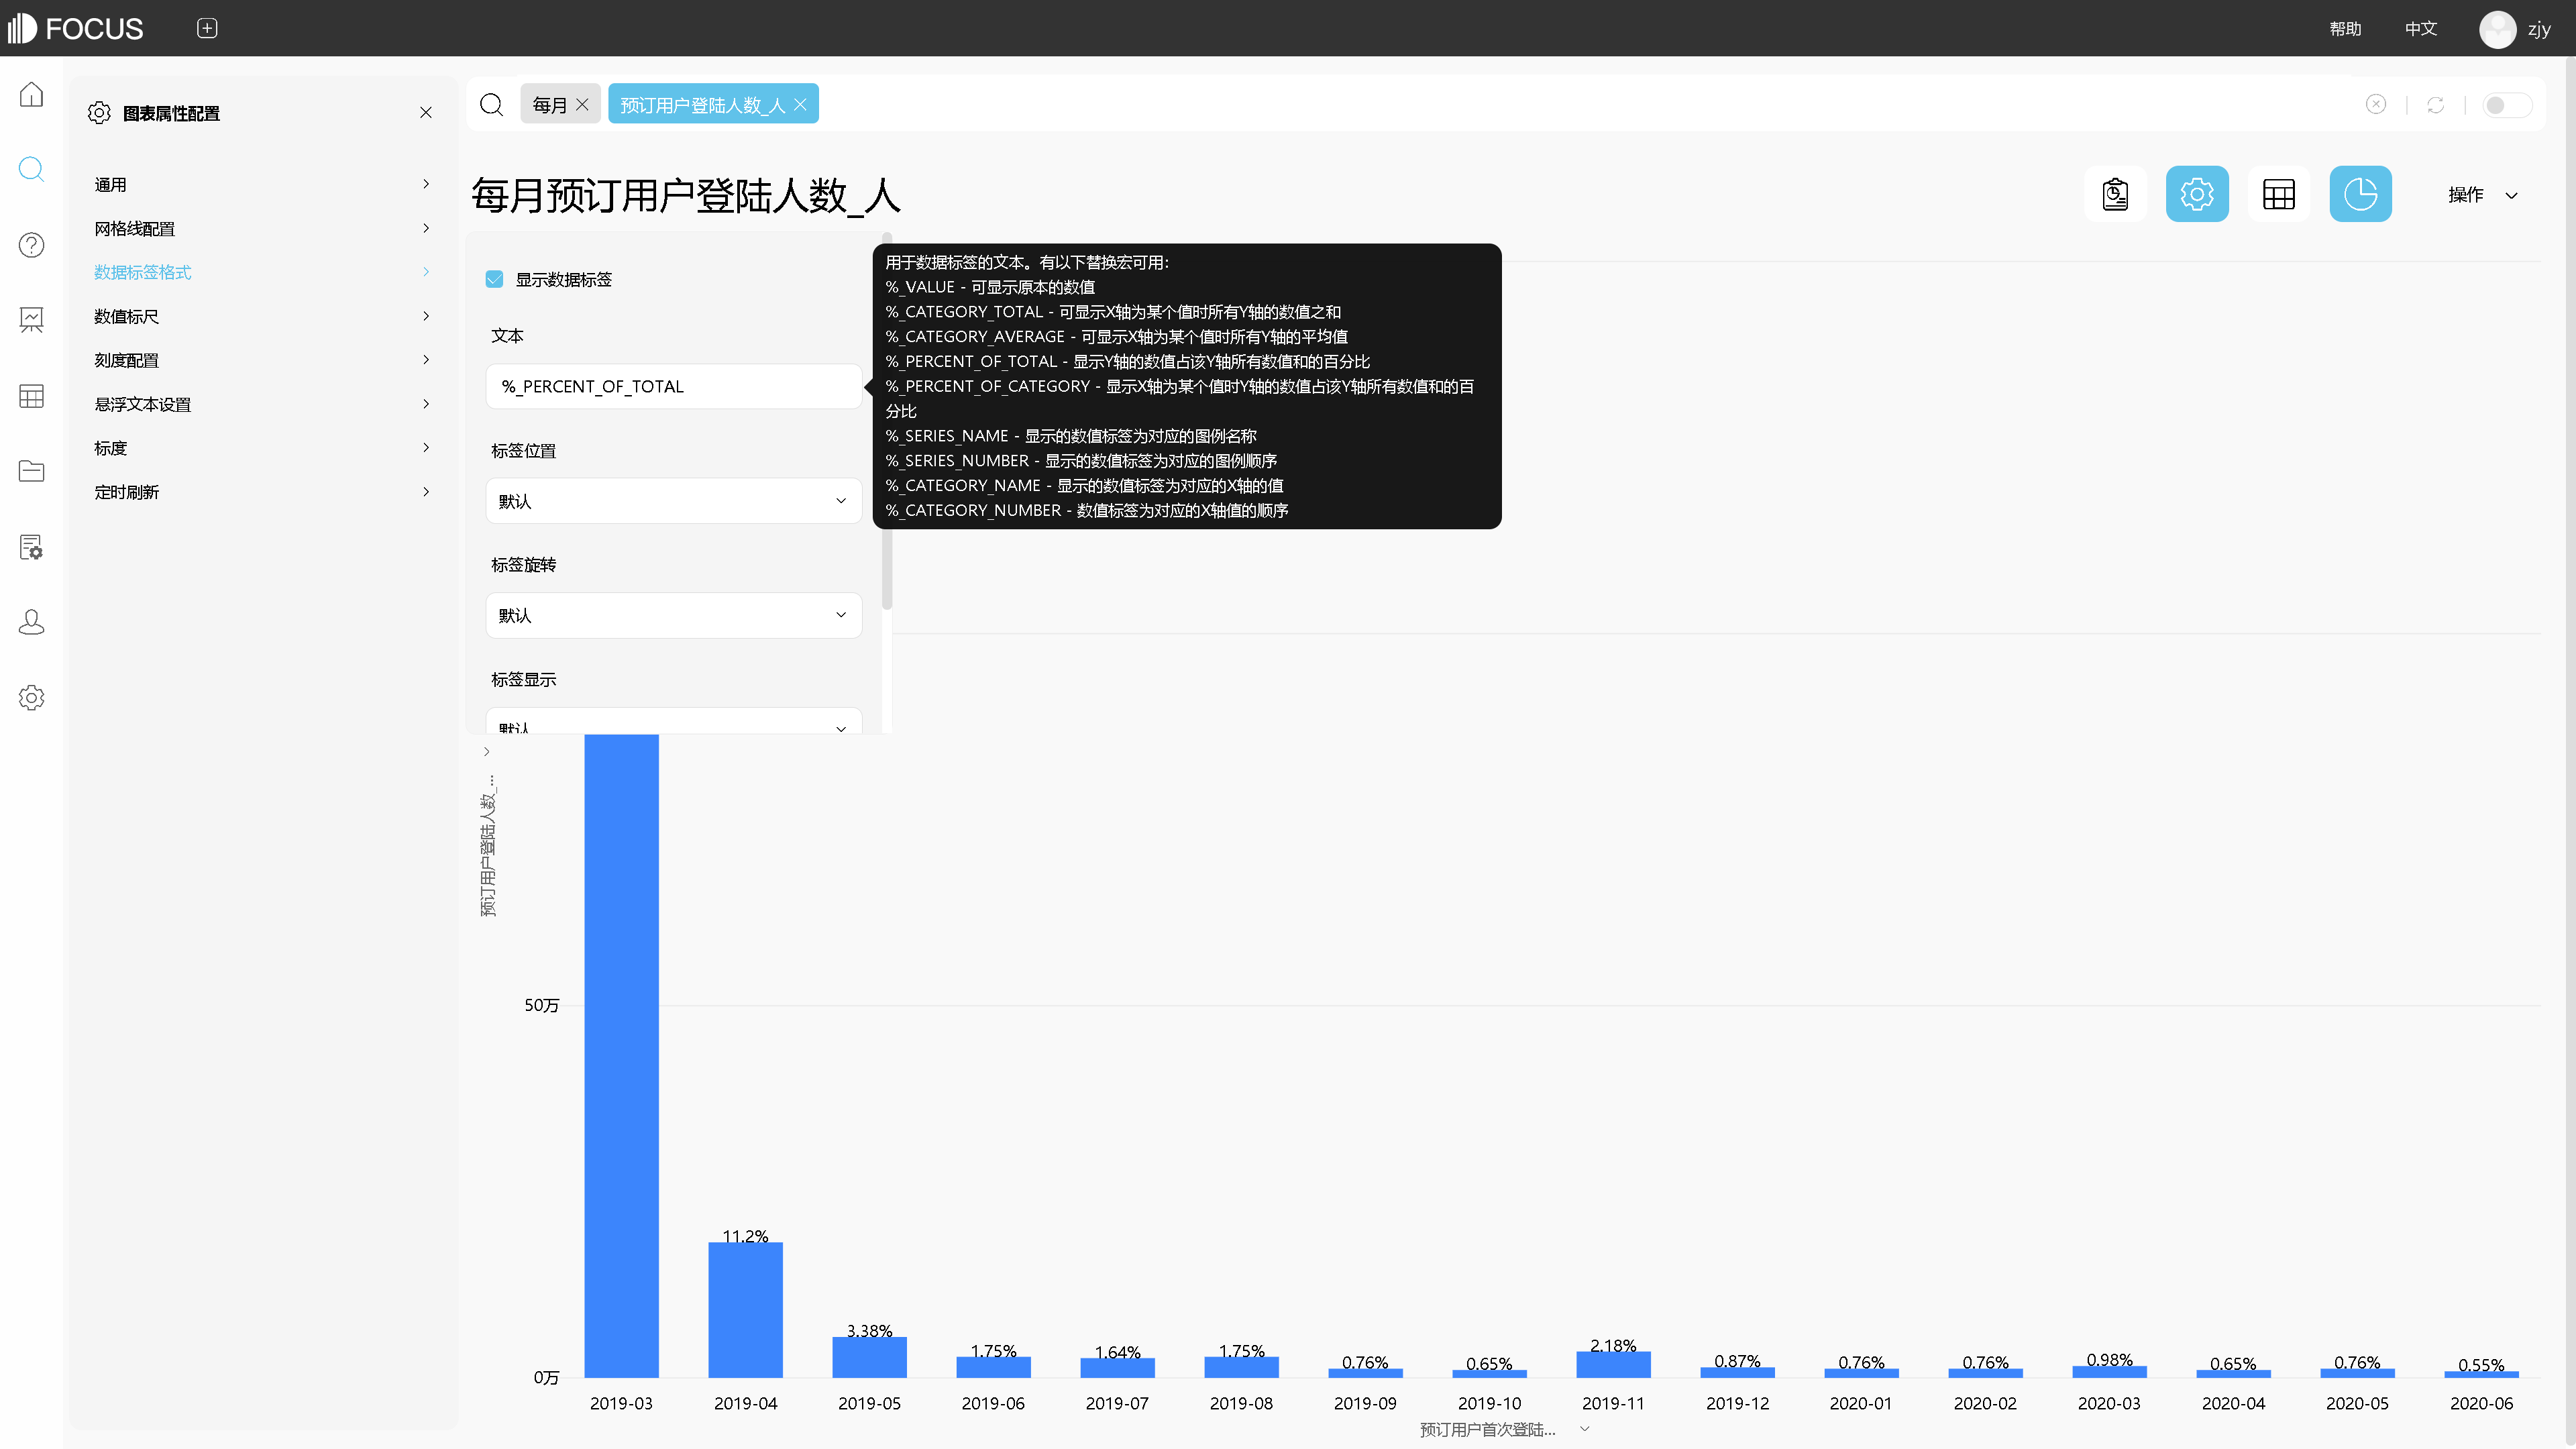 FOCUS
帮助
中文
zjy
图表属性配置
通用
网格线配置
数据标签格式
数值标尺
刻度配置
悬浮文本设置
标度
定时刷新
每月
预订用户登陆人数_人
每月预订用户登陆人数_人
操作
显示数据标签
文本
%_PERCENT_OF_TOTAL
标签位置
默认
标签旋转
默认
标签显示
默认
用于数据标签的文本。有以下替换宏可用:
%_VALUE - 可显示原本的数值
%_CATEGORY_TOTAL - 可显示X轴为某个值时所有Y轴的数值之和
%_CATEGORY_AVERAGE - 可显示X轴为某个值时所有Y轴的平均值
%_PERCENT_OF_TOTAL - 显示Y轴的数值占该Y轴所有数值和的百分比
%_PERCENT_OF_CATEGORY - 显示X轴为某个值时Y轴的数值占该Y轴所有数值和的百
分比
%_SERIES_NAME - 显示的数值标签为对应的图例名称
%_SERIES_NUMBER - 显示的数值标签为对应的图例顺序
%_CATEGORY_NAME - 显示的数值标签为对应的X轴的值
%_CATEGORY_NUMBER - 数值标签为对应的X轴值的顺序
预订用户登陆人数_...
50万
0万
11.2%
3.38%
1.75%
1.64%
1.75%
0.76%
0.65%
2.18%
0.87%
0.76%
0.76%
0.98%
0.65%
0.76%
0.55%
2019-03
2019-04
2019-05
2019-06
2019-07
2019-08
2019-09
2019-10
2019-11
2019-12
2020-01
2020-02
2020-03
2020-04
2020-05
2020-06
预订用户首次登陆...